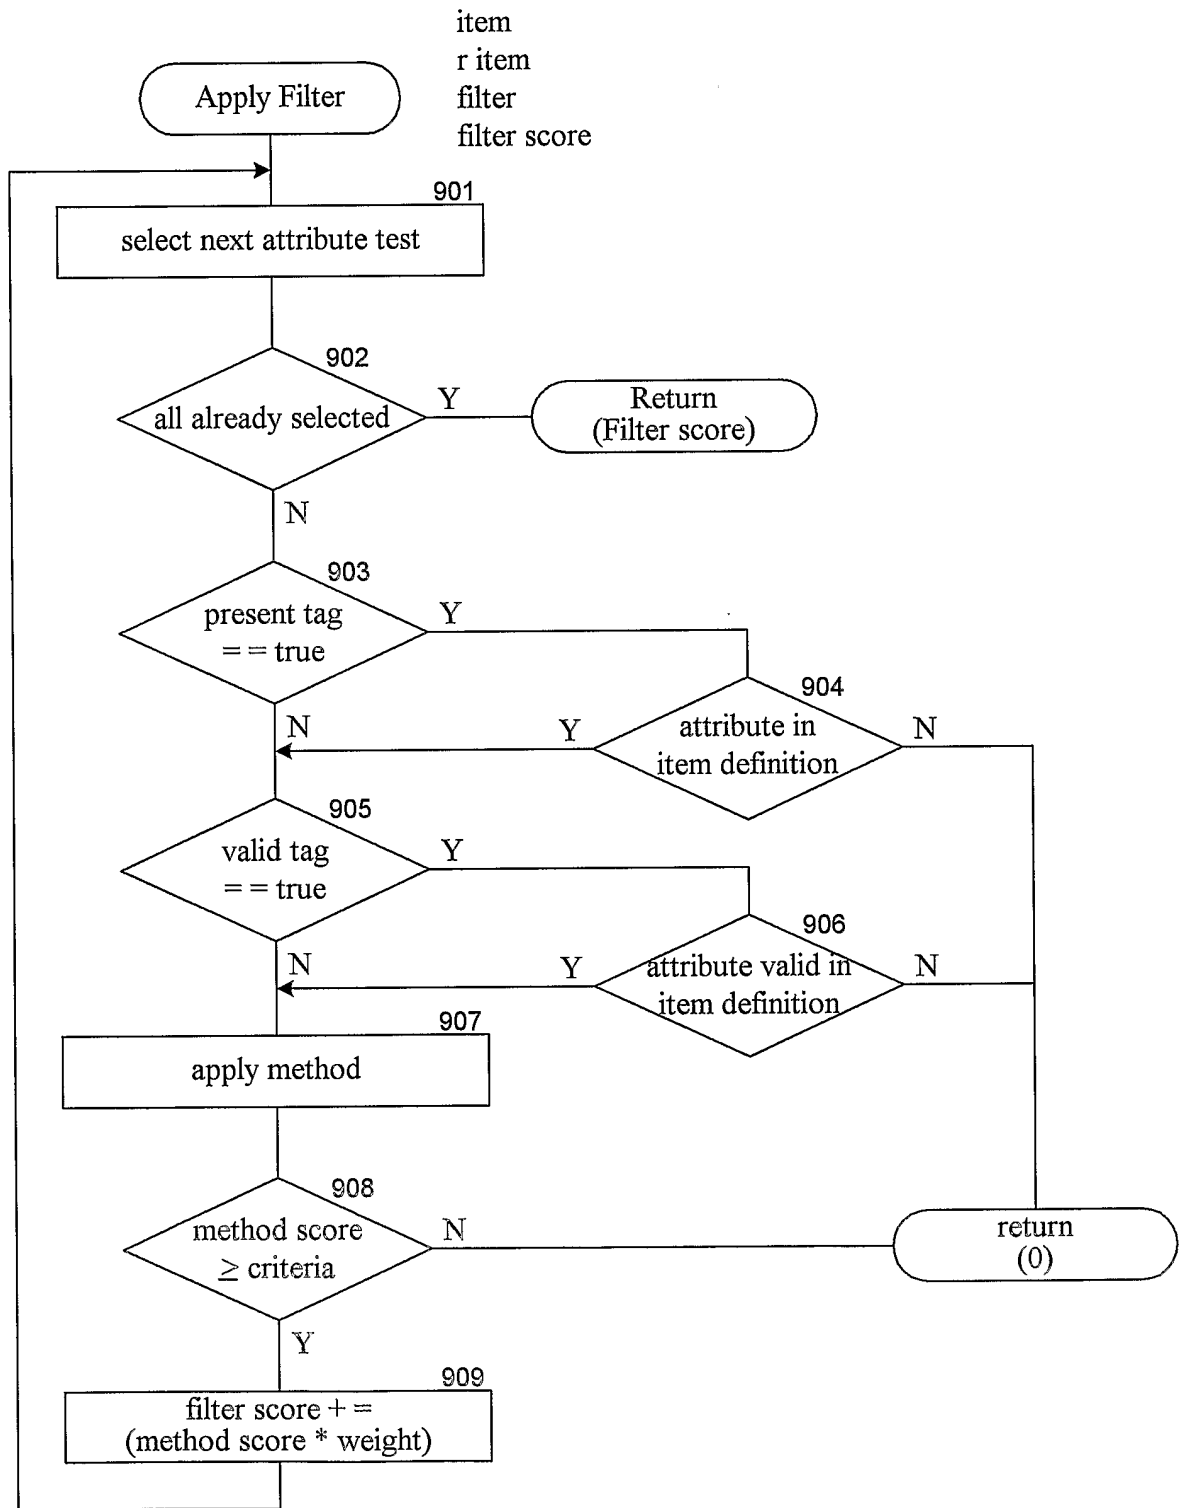 item
r item
Apply Filter
filter
filter score
901
select next attribute test
902
all already selected
Y
Return
(Filter score)
N
903
present tag
= = true
Y
904
attribute in
item definition
Y
N
N
905
valid tag
= = true
Y
906
attribute valid in
item definition
Y
N
N
907
apply method
908
method score
≥ criteria
N
return
(0)
Y
909
filter score + =
(method score * weight)